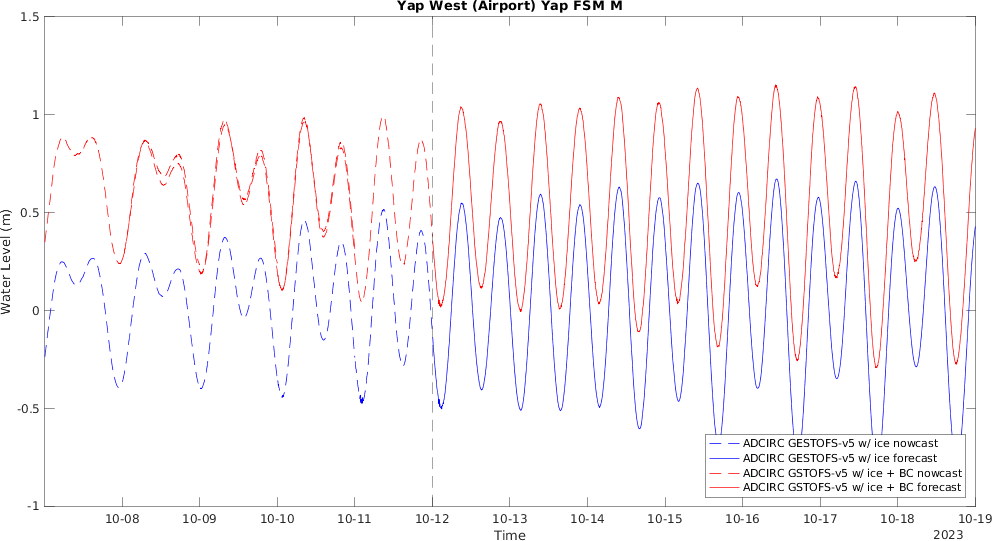 Yap West (Airport) Yap FSM M
1.5
1
0.5
0
-0.5
-1
Water Level (m)
ADCIRC GESTOFS-v5 w/ ice nowcast
ADCIRC GESTOFS-v5 w/ ice forecast
ADCIRC GSTOFS-v5 w/ ice + BC nowcast
ADCIRC GSTOFS-v5 w/ ice + BC forecast
10-08 10-09 10-10 10-11 10-12 10-13 10-14 10-15 10-16 10-17 10-18 10-19
Time
2023